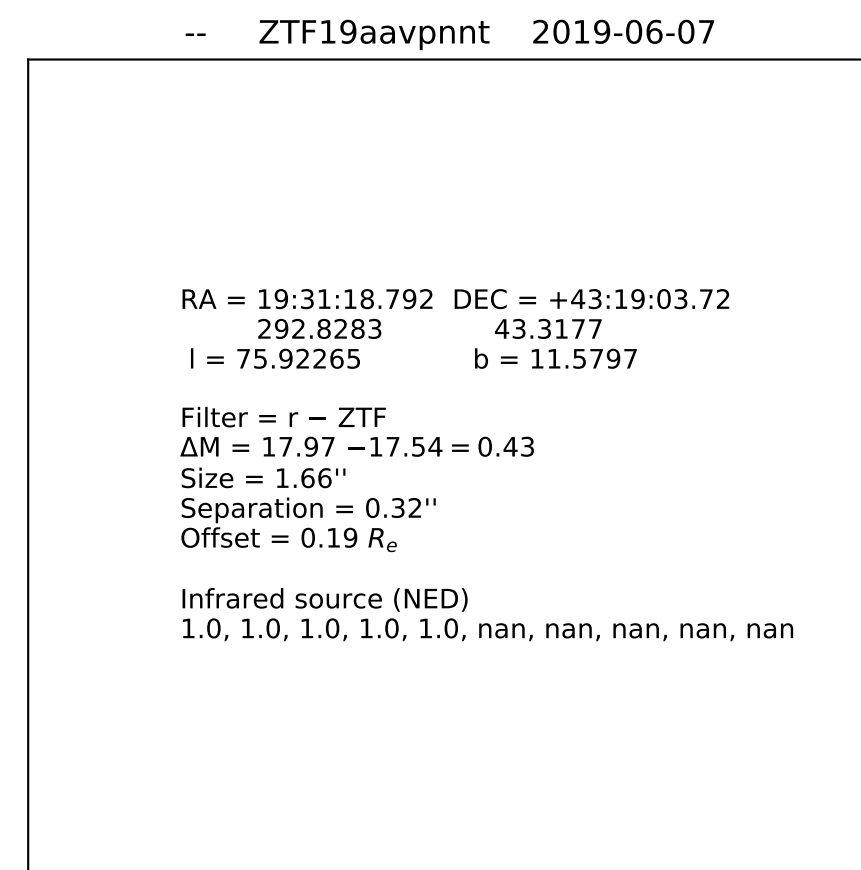 -- ZTF19aavpnnt 2019-06-07
RA = 19:31:18.792 DEC = +43:19:03.72
292.8283 43.3177
l = 75.92265 b = 11.5797
Filter = r − ZTF
ΔM = 17.97 −17.54 = 0.43
Size = 1.66''
Separation = 0.32''
Offset = 0.19 Rₑ
Infrared source (NED)
1.0, 1.0, 1.0, 1.0, 1.0, nan, nan, nan, nan, nan